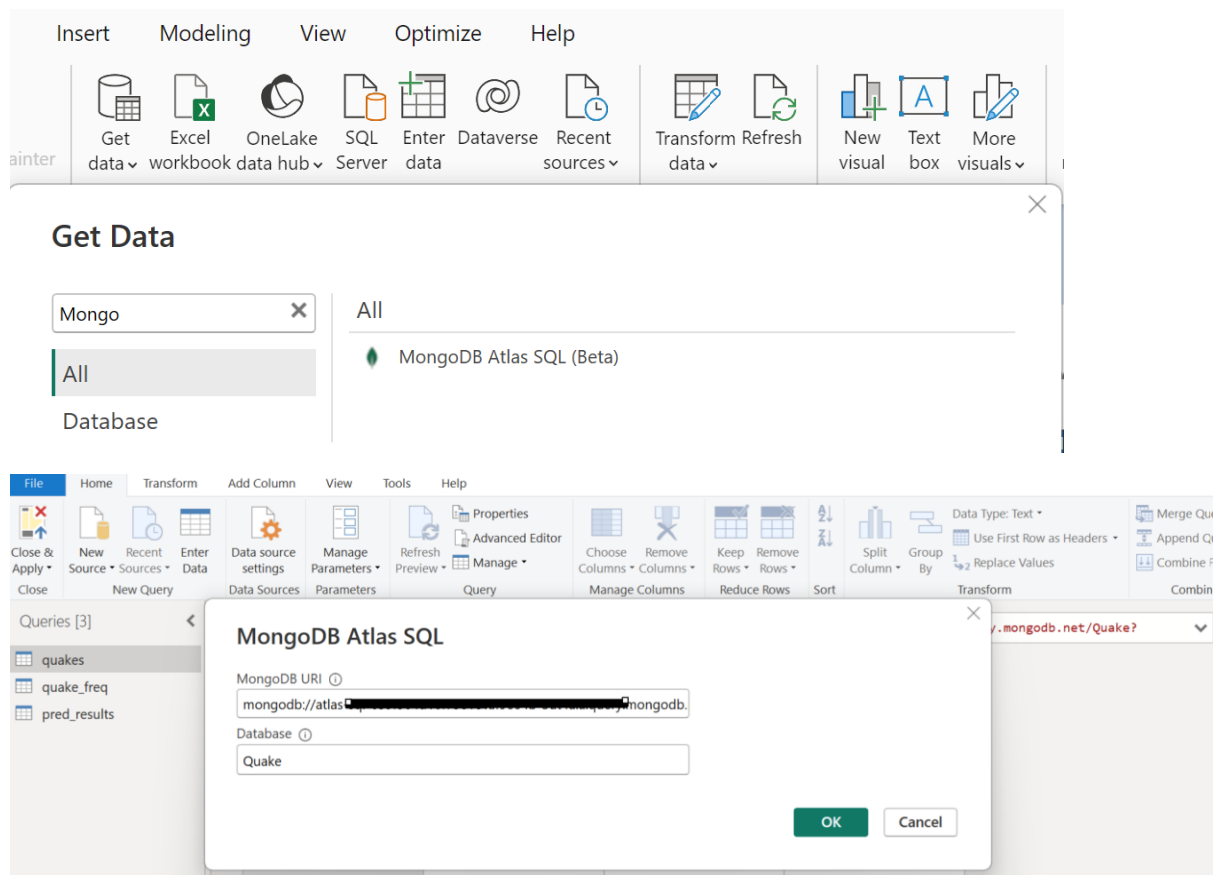 Insert Modeling View Optimize Help
ainter
Get data
Excel workbook
OneLake data hub
SQL Server
Enter data
Dataverse
Recent sources
Transform data
Refresh
New visual
Text box
More visuals
Get Data
Mongo
All
Database
All
MongoDB Atlas SQL (Beta)
File Home Transform Add Column View Tools Help
Close & Apply
New Source
Recent Sources
Enter Data
Data source settings
Manage Parameters
Refresh Preview
Properties
Advanced Editor
Manage
Choose Columns
Remove Columns
Keep Rows
Remove Rows
Split Column
Group By
Data Type: Text
Use First Row as Headers
Replace Values
Merge Que
Append Qu
Combine F
Close New Query Data Sources Parameters Query Manage Columns Reduce Rows Sort Transform Combin
Queries [3]
quakes
quake_freq
pred_results
y.mongodb.net/Quake?
MongoDB Atlas SQL
MongoDB URI
mongodb://atlas
mongodb.
Database
Quake
OK Cancel